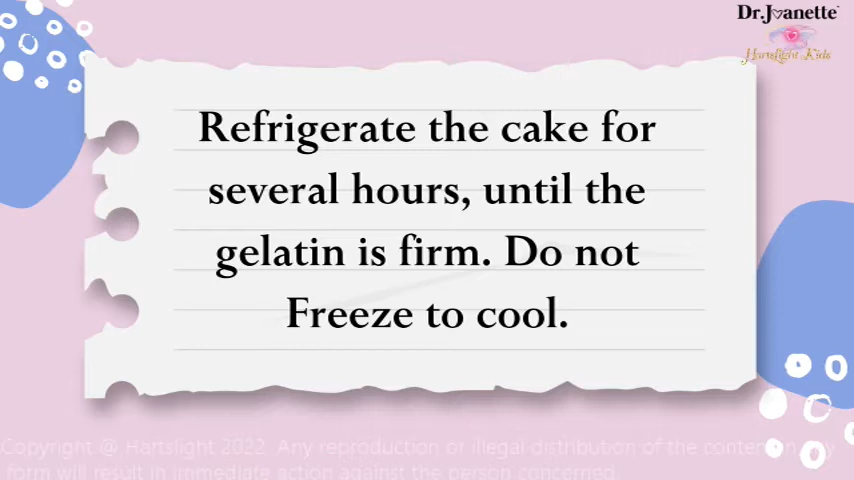 Dr.Joanette
HartsLight Kids
Refrigerate the cake for
several hours, until the
gelatin is firm. Do not
Freeze to cool.
Copyright @ Hartslight 2022. Any reproduction or illegal distribution of the content in any
form will result in immediate action against the person concerned.